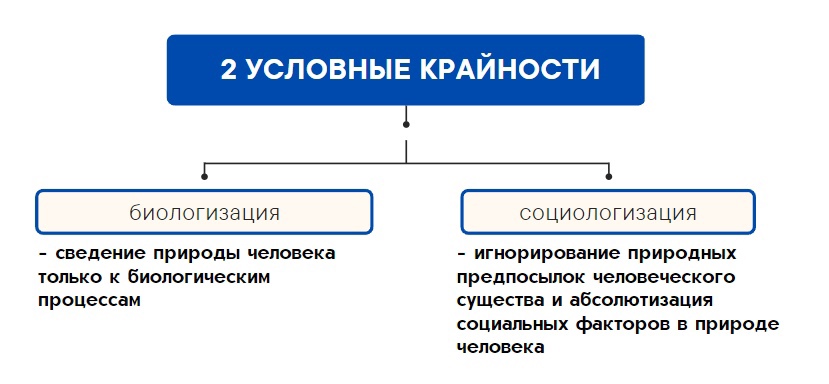 2 УСЛОВНЫЕ КРАЙНОСТИ
биологизация
- сведение природы человека
только к биологическим
процессам
социологизация
- игнорирование природных
предпосылок человеческого
существа и абсолютизация
социальных факторов в природе
человека